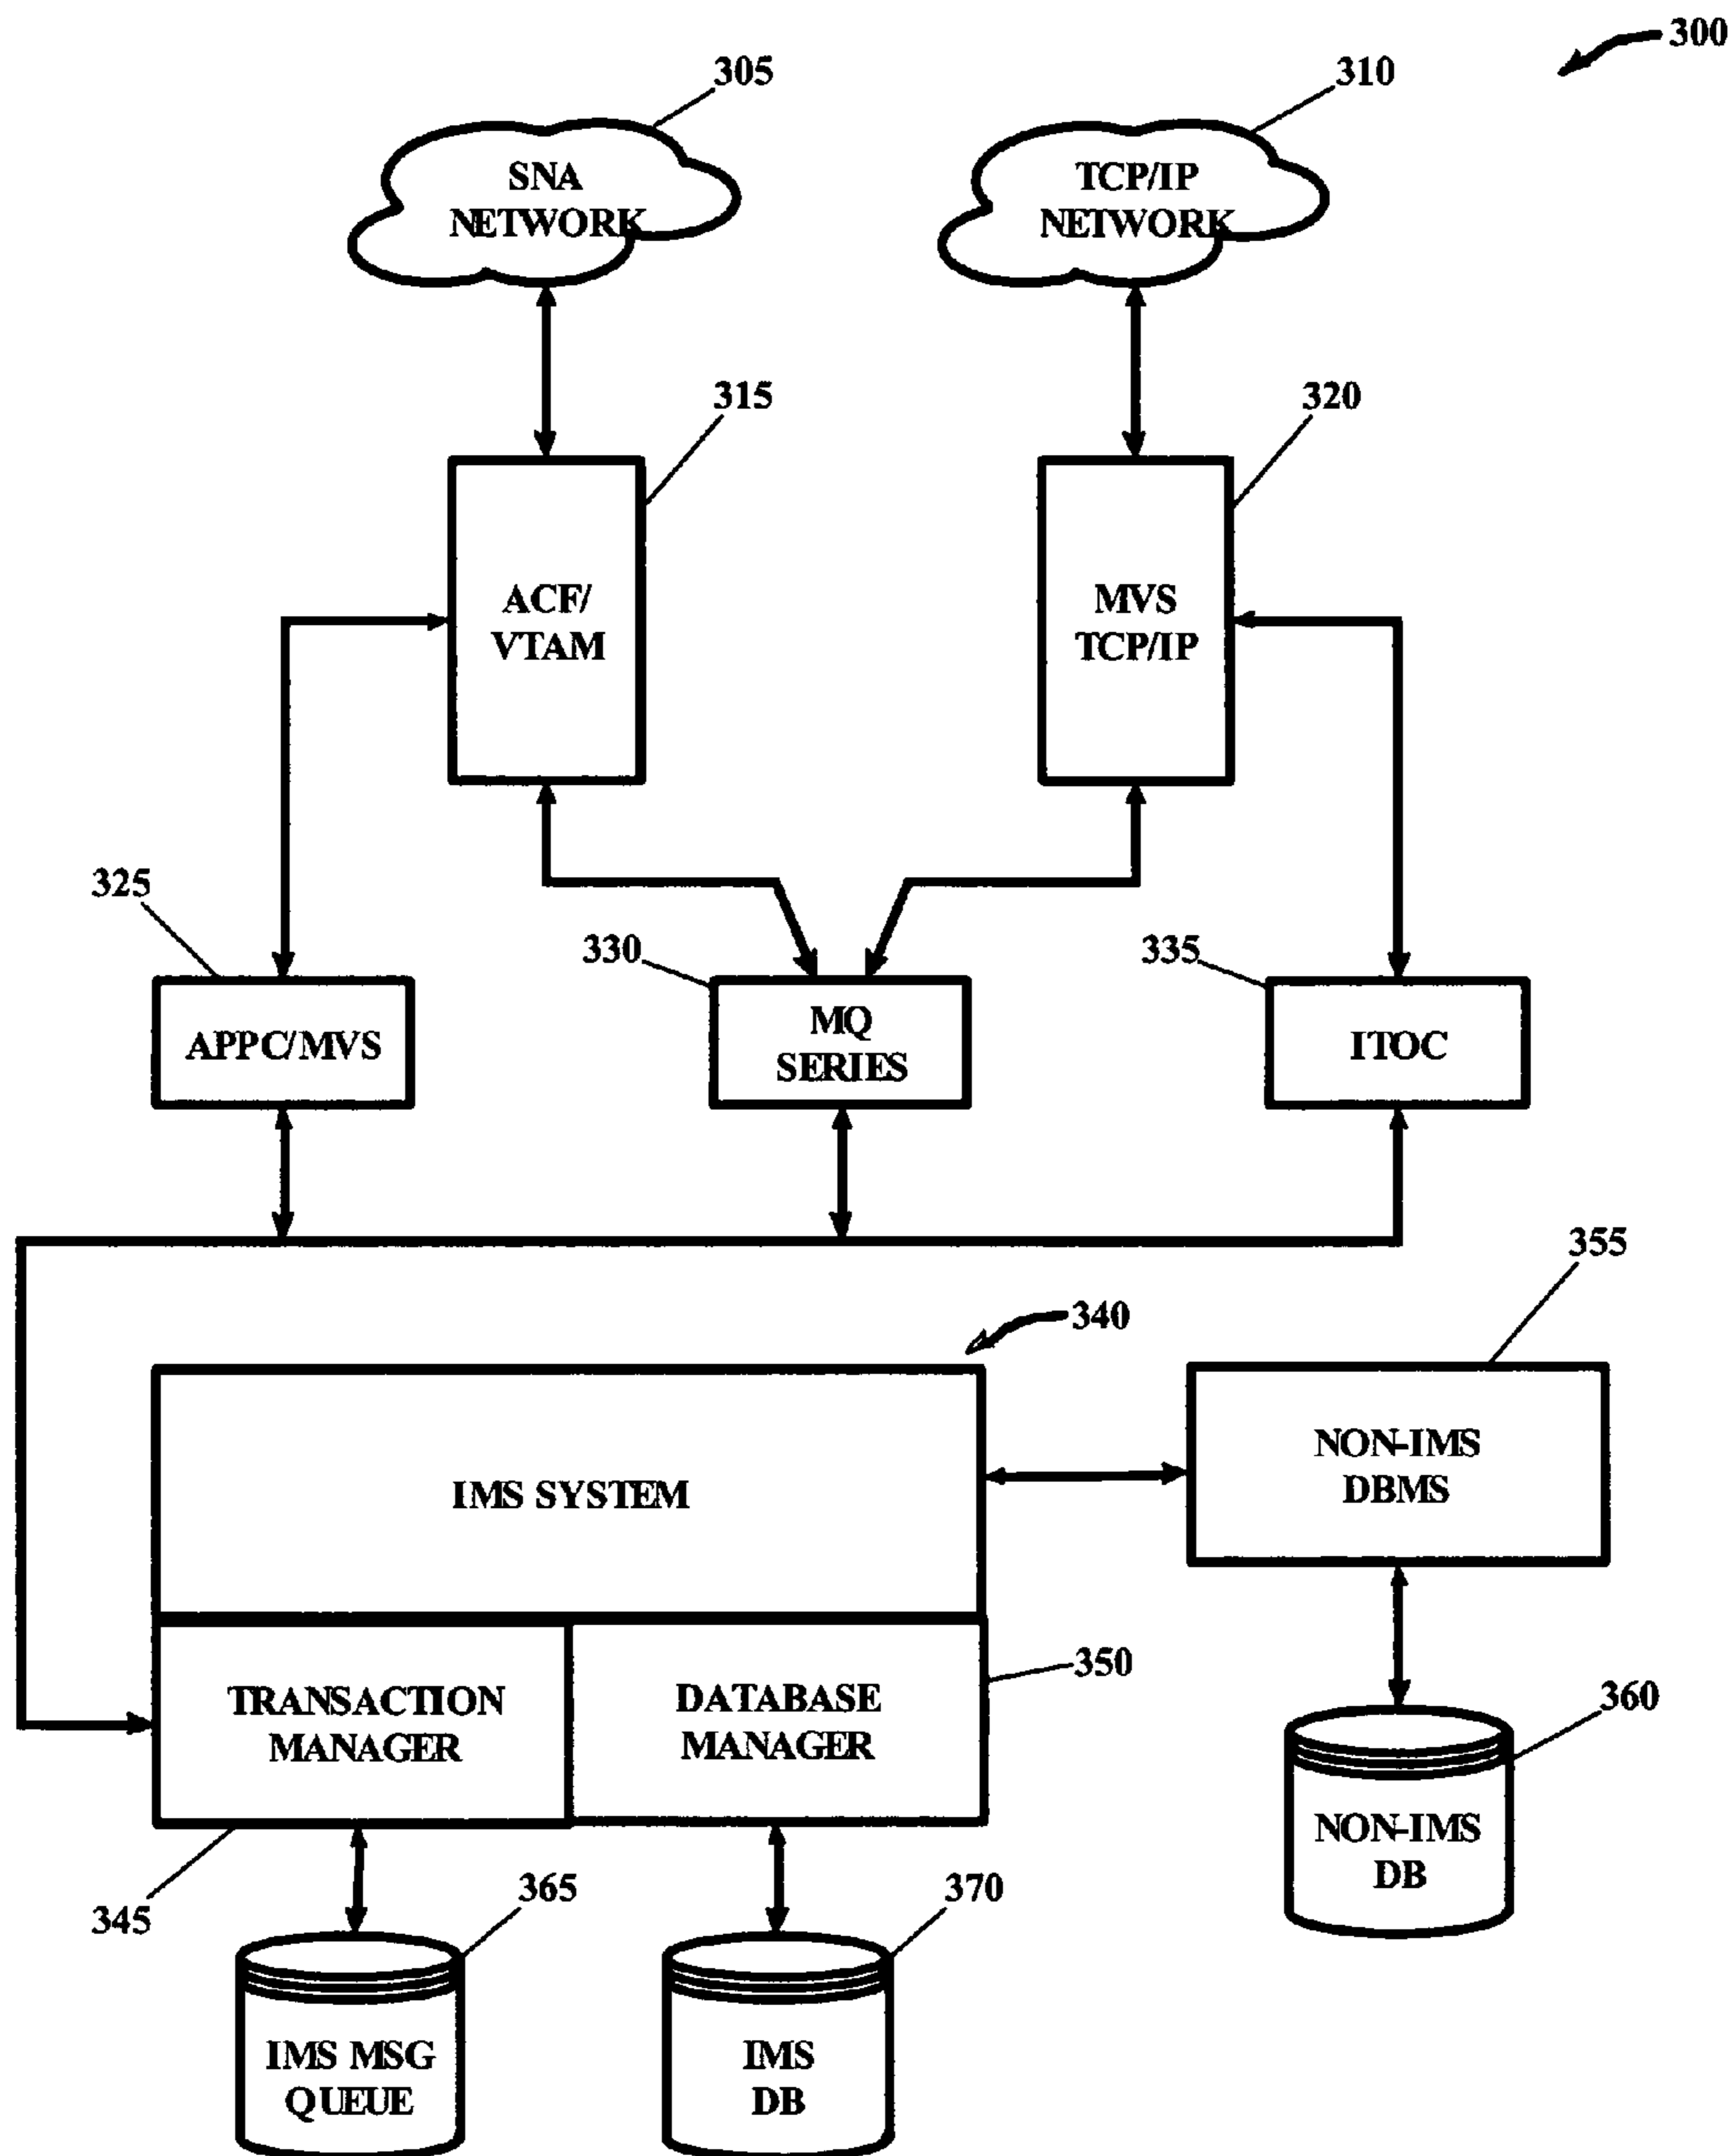 300
305
310
SNA
NETWORK
TCP/IP
NETWORK
315
320
ACF/
VTAM
MVS
TCP/IP
325
330
335
APPC/MVS
MQ
SERIES
ITOC
355
340
IMS SYSTEM
NON-IMS
DBMS
TRANSACTION
MANAGER
DATABASE
MANAGER
350
360
NON-IMS
DB
345
365
370
IMS MSG
QUEUE
IMS
DB